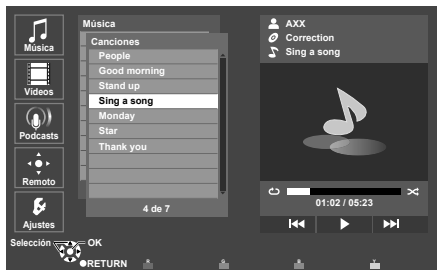 Música
Vídeos
Podcasts
Remoto
Ajustes
Música
Canciones
People
Good morning
Stand up
Sing a song
Monday
Star
Thank you
4 de 7
AXX
Correction
Sing a song
01:02 / 05:23
Selección
OK
RETURN